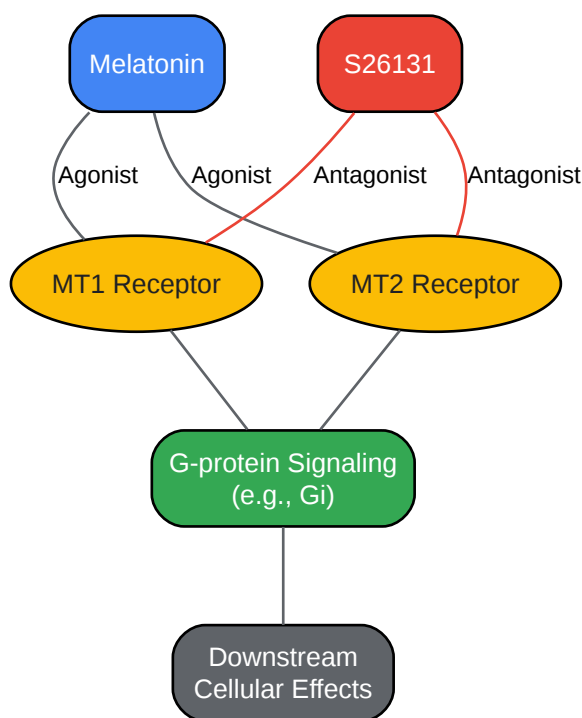 Melatonin
S26131
Agonist
Agonist
Antagonist
Antagonist
MT1 Receptor
MT2 Receptor
G-protein Signaling
(e.g., Gi)
Downstream
Cellular Effects